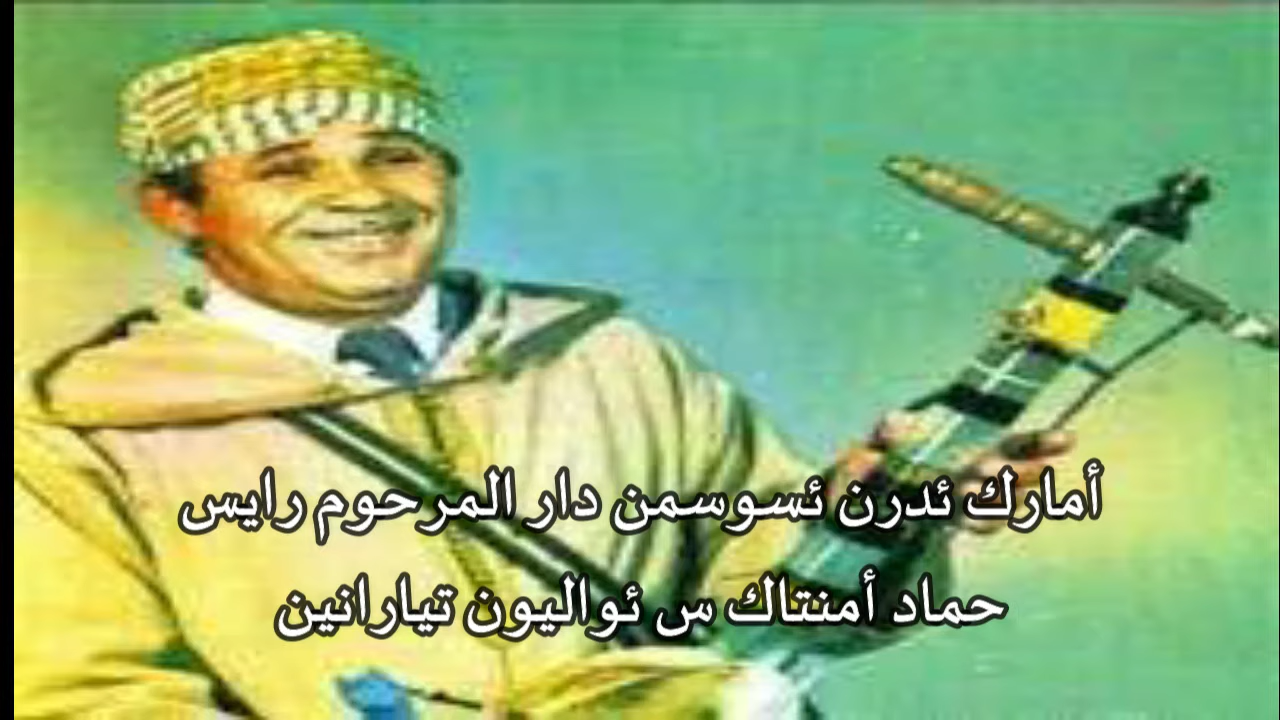 أمارك ئدرن ئسوسمن دار المرحوم رايس
حماد أمنتاك س ئواليون تيارانين